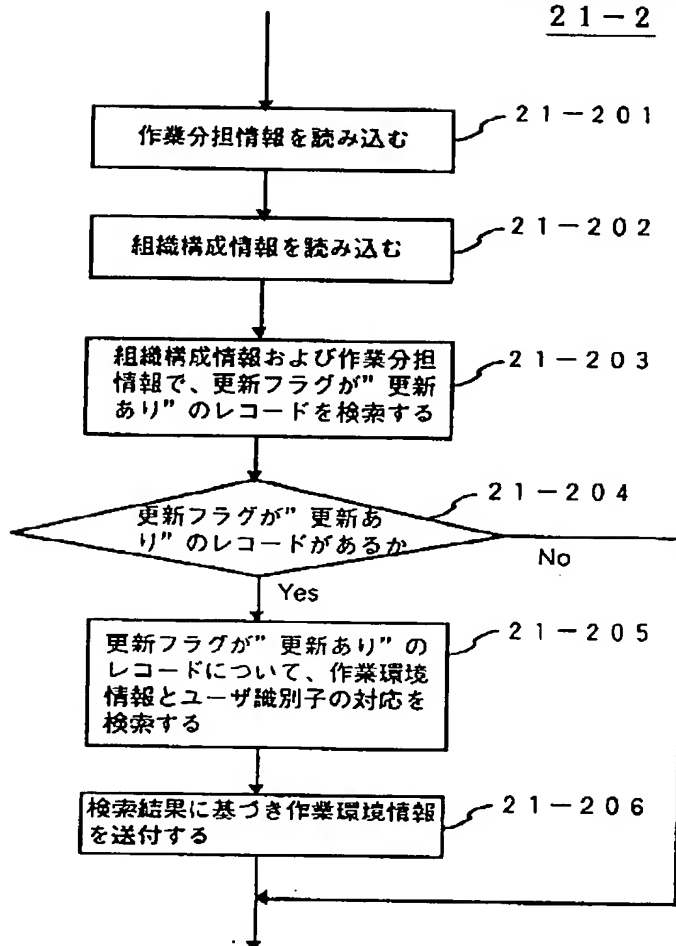 21-2
作業分担情報を読み込む
21-201
組織構成情報を読み込む
21-202
組織構成情報および作業分担
情報で、更新フラグが”更新
あり”のレコードを検索する
21-203
更新フラグが”更新あ
り”のレコードがあるか
21-204
No
Yes
更新フラグが”更新あり”の
レコードについて、作業環境
情報とユーザ識別子の対応を
検索する
21-205
検索結果に基づき作業環境情報
を送付する
21-206